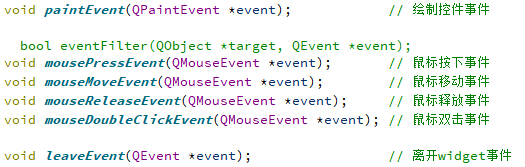 void paintEvent(QPaintEvent *event); // 绘制控件事件
bool eventFilter(QObject *target, QEvent *event);
void mousePressEvent(QMouseEvent *event); // 鼠标按下事件
void mouseMoveEvent(QMouseEvent *event); // 鼠标移动事件
void mouseReleaseEvent(QMouseEvent *event); // 鼠标释放事件
void mouseDoubleClickEvent(QMouseEvent *event); // 鼠标双击事件
void leaveEvent(QEvent *event); // 离开widget事件